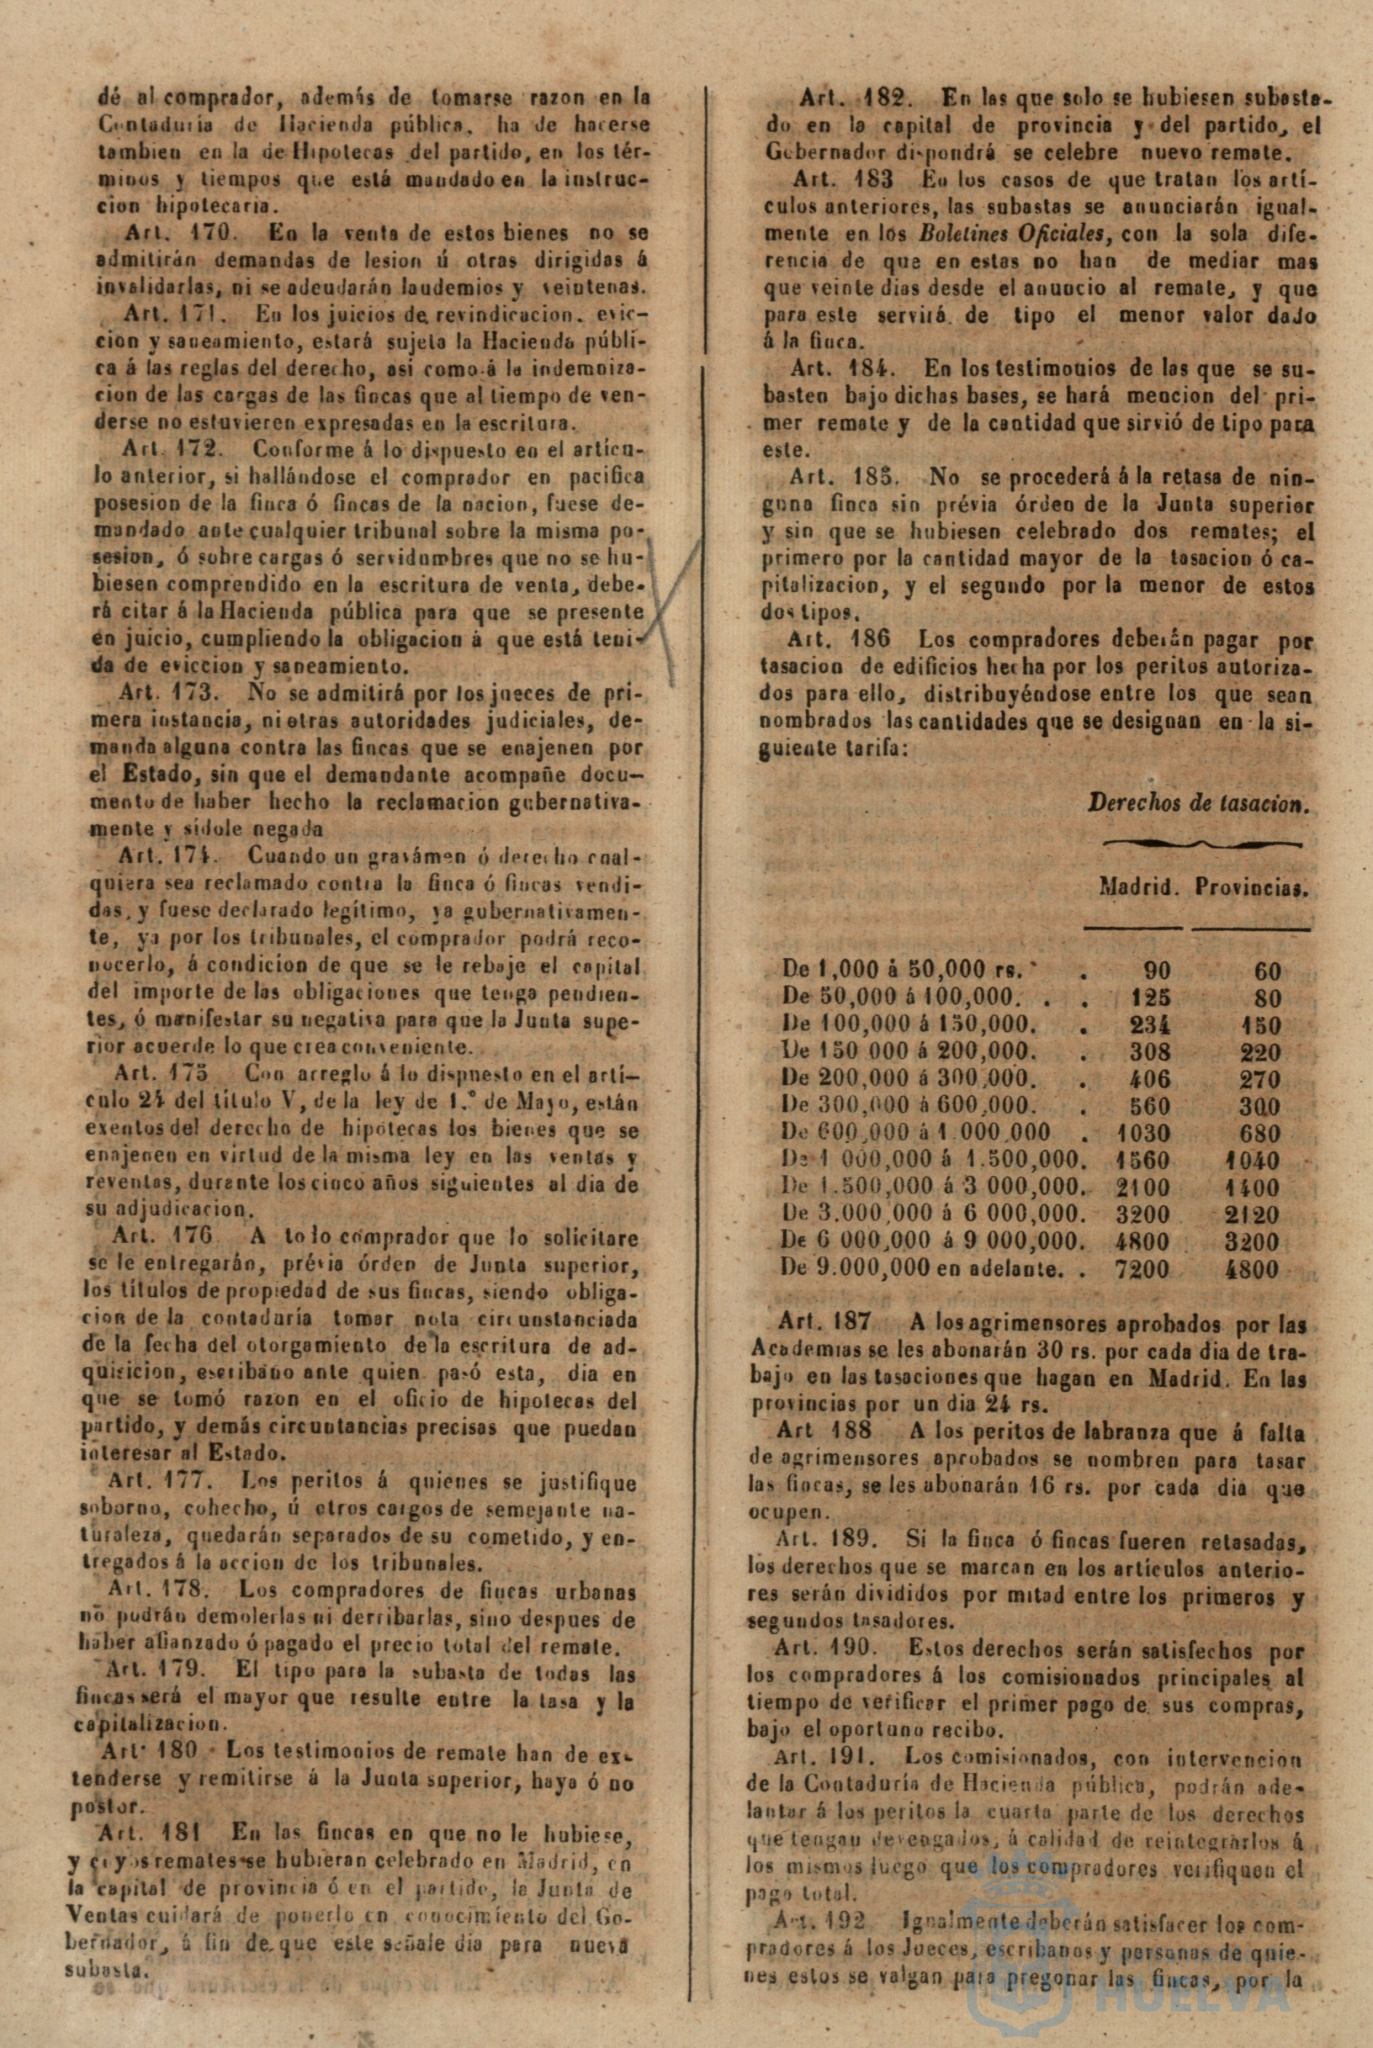 dé al comprador, además de tomarse razon en la
Contaduría de Hacienda pública, ha de hacerse
tambien en la de Hipotecas del partido, en los tér-
minos y tiempos que está mandado en la instruc-
cion hipotecaria.
Art. 170. En la venta de estos bienes no se
admitirán demandas de lesion ú otras dirigidas á
invalidarlas, ni se adeudarán laudemios y veintenas.
Art. 171. En los juicios de revindicacion, evic-
cion y saneamiento, estará sujeta la Hacienda públi-
ca á las reglas del derecho, asi como á la indemniza-
cion de las cargas de las fincas que al tiempo de ven-
derse no estuvieren expresadas en la escritura.
Art. 172. Conforme á lo dispuesto en el artícu-
lo anterior, si hallándose el comprador en pacifica
posesion de la finca ó fincas de la nacion, fuese de-
mandado ante cualquier tribunal sobre la misma po-
sesion, ó sobre cargas ó servidumbres que no se hu-
biesen comprendido en la escritura de venta, debe-
rá citar á la Hacienda pública para que se presente
en juicio, cumpliendo la obligacion á que está teni-
da de eviccion y saneamiento.
Art. 173. No se admitirá por los jueces de pri-
mera instancia, ni otras autoridades judiciales, de-
manda alguna contra las fincas que se enajenen por
el Estado, sin que el demandante acompañe docu-
mento de haber hecho la reclamacion gubernativa-
mente y sídole negada
Art. 174. Cuando un gravámen ó derecho cual-
quiera sea reclamado contra la finca ó fincas vendi-
das, y fuese declarado legítimo, ya gubernativamen-
te, ya por los tribunales, el comprador podrá reco-
nocerlo, á condicion de que se le rebaje el capital
del importe de las obligaciones que tenga pendien-
tes, ó manifestar su negativa para que la Junta supe-
rior acuerde lo que crea conveniente.
Art. 175 Con arreglo á lo dispuesto en el artí-
culo 24 del título V, de la ley de 1.º de Mayo, están
exentos del derecho de hipotecas los bienes que se
enajenen en virtud de la misma ley en las ventas y
reventas, durante los cinco años siguientes al dia de
su adjudicacion.
Art. 176 A todo comprador que lo solicitare
se le entregarán, prévia órden de Junta superior,
los títulos de propiedad de sus fincas, siendo obliga-
cion de la contaduría tomar nota circunstanciada
de la fecha del otorgamiento de la escritura de ad-
quisicion, escribano ante quien pasó esta, dia en
que se tomó razon en el oficio de hipotecas del
partido, y demás circuntancias precisas que puedan
interesar al Estado.
Art. 177. Los peritos á quienes se justifique
soborno, cohecho, ú otros cargos de semejante na-
turaleza, quedarán separados de su cometido, y en-
tregados á la accion de los tribunales.
Art. 178. Los compradores de fincas urbanas
no podrán demolerlas ni derribarlas, sino despues de
haber afianzado ó pagado el precio total del remate.
Art. 179. El tipo para la subasta de todas las
fincas será el mayor que resulte entre la tasa y la
capitalizacion.
Art. 180 Los testimonios de remate han de ex-
tenderse y remitirse á la Junta superior, haya ó no
postor.
Art. 181 En las fincas en que no le hubiese,
y cuyos remates se hubieran celebrado en Madrid, en
la capital de provincia ó en el partido, la Junta de
Ventas cuidará de ponerlo en conocimiento del Go-
bernador, á fin de que este señale dia para nueva
subasta.
Art. 182. En las que solo se hubiesen subasta-
do en la capital de provincia y del partido, el
Gobernador dispondrá se celebre nuevo remate.
Art. 183 En los casos de que tratan los artí-
culos anteriores, las subastas se anunciarán igual-
mente en los Boletines Oficiales, con la sola dife-
rencia de que en estas no han de mediar mas
que veinte dias desde el anuncio al remate, y que
para este servirá de tipo el menor valor dado
á la finca.
Art. 184. En los testimonios de las que se su-
basten bajo dichas bases, se hará mencion del pri-
mer remate y de la cantidad que sirvió de tipo para
este.
Art. 185. No se procederá á la retasa de nin-
guna finca sin prévia órden de la Junta superior
y sin que se hubiesen celebrado dos remates; el
primero por la cantidad mayor de la tasacion ó ca-
pitalizacion, y el segundo por la menor de estos
dos tipos.
Art. 186 Los compradores deberán pagar por
tasacion de edificios hecha por los peritos autoriza-
dos para ello, distribuyéndose entre los que sean
nombrados las cantidades que se designan en la si-
guiente tarifa:
Derechos de tasacion.
Madrid. Provincias.
De 1,000 á 50,000 rs. . 90 60
De 50,000 á 100,000. . . 125 80
De 100,000 á 150,000. . 234 150
De 150 000 á 200,000. . 308 220
De 200,000 á 300,000. . 406 270
De 300,000 á 600,000. . 560 300
De 600,000 á 1.000,000 . 1030 680
De 1 000,000 á 1.500,000. 1560 1040
De 1.500,000 á 3 000,000. 2100 1400
De 3.000,000 á 6 000,000. 3200 2120
De 6 000,000 á 9 000,000. 4800 3200
De 9.000,000 en adelante. . 7200 4800
Art. 187 A los agrimensores aprobados por las
Academias se les abonarán 30 rs. por cada dia de tra-
bajo en las tasaciones que hagan en Madrid. En las
provincias por un dia 24 rs.
Art 188 A los peritos de labranza que á falta
de agrimensores aprobados se nombren para tasar
las fincas, se les abonarán 16 rs. por cada dia que
ocupen.
Art. 189. Si la finca ó fincas fueren retasadas,
los derechos que se marcan en los artículos anterio-
res serán divididos por mitad entre los primeros y
segundos tasadores.
Art. 190. Estos derechos serán satisfechos por
los compradores á los comisionados principales al
tiempo de verificar el primer pago de sus compras,
bajo el oportuno recibo.
Art. 191. Los comisionados, con intervencion
de la Contaduría de Hacienda pública, podrán ade-
lantar á los peritos la cuarta parte de los derechos
que tengan devengados, á calidad de reintegrarlos á
los mismos luego que los compradores verifiquen el
pago total.
Art. 192 Igualmente deberán satisfacer los com-
pradores á los Jueces, escribanos y personas de quie-
nes estos se valgan para pregonar las fincas, por la
HUELVA